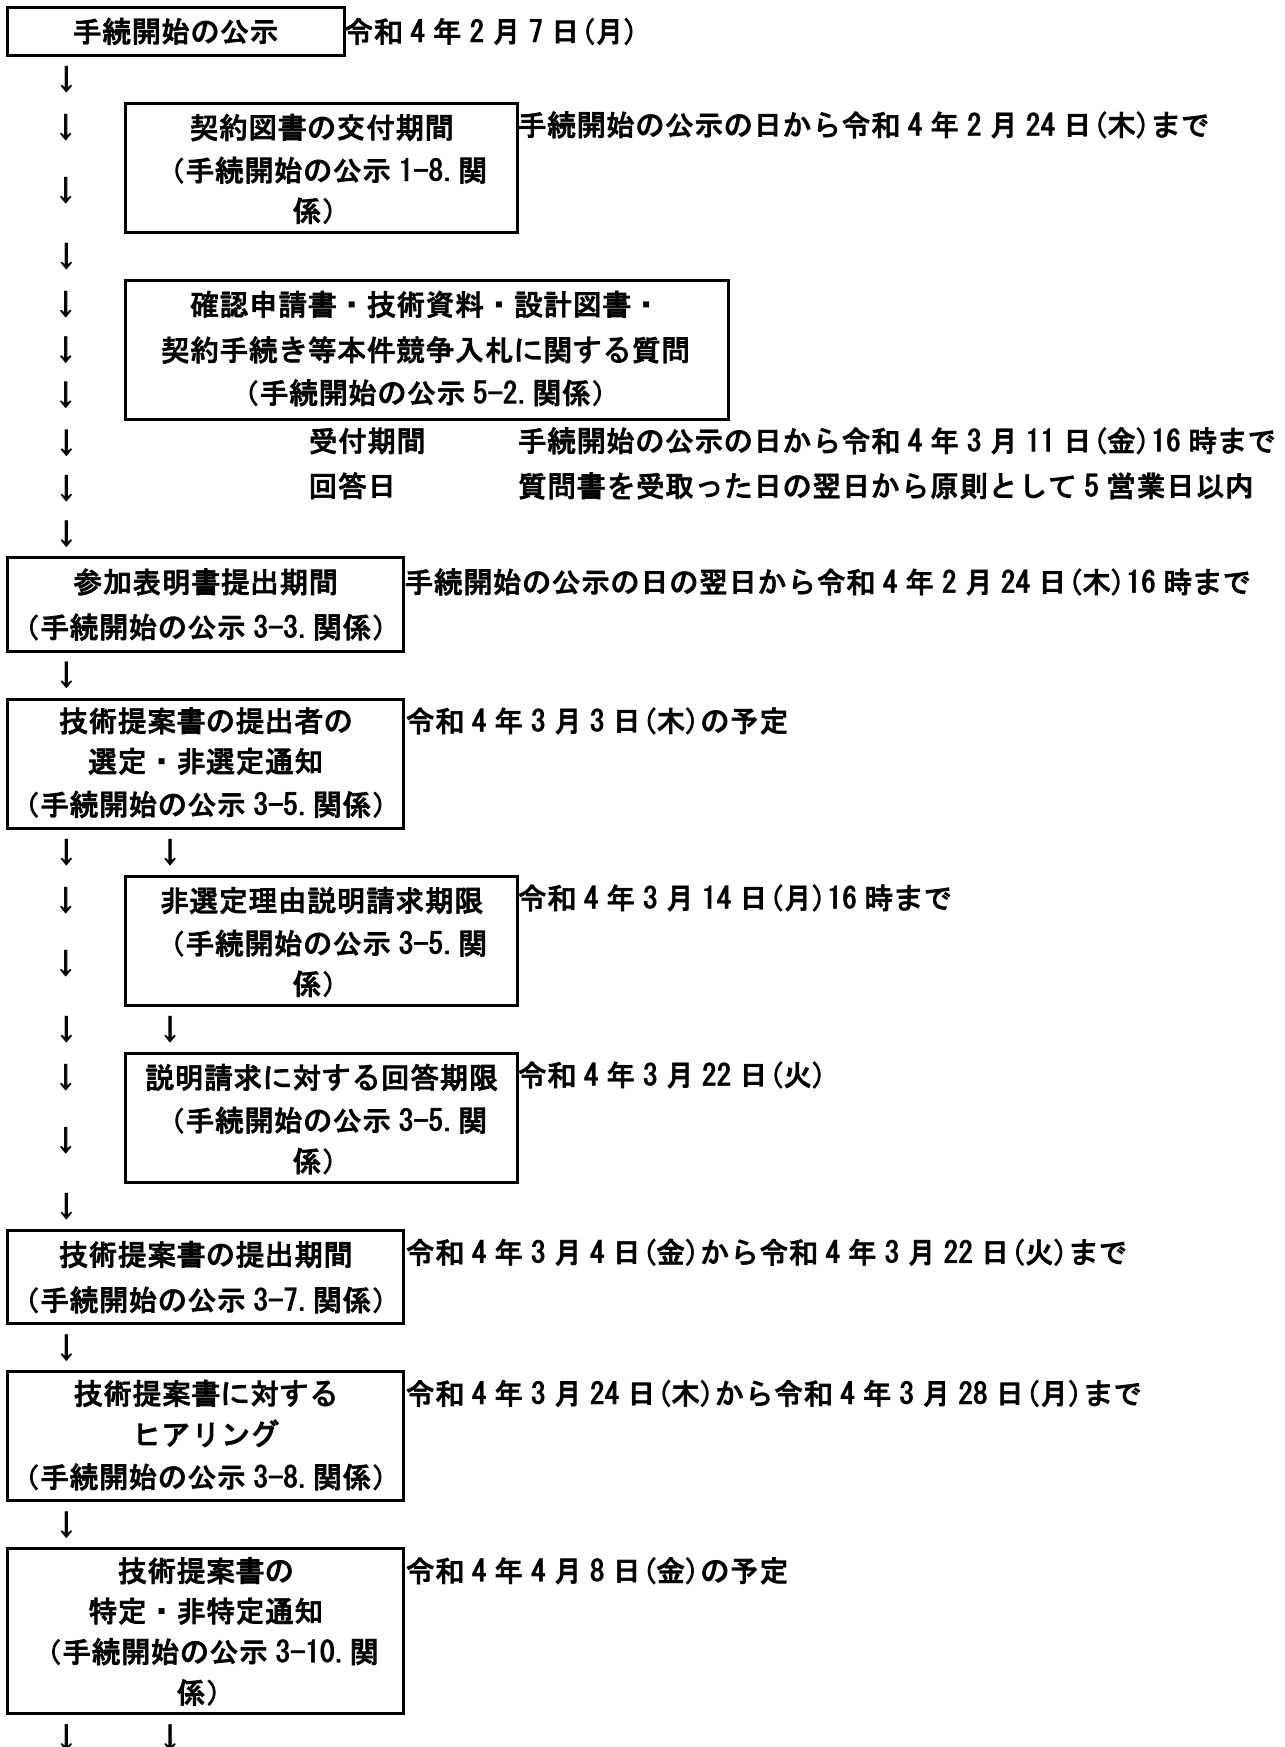 手続開始の公示 令和4年2月7日(月)
↓
↓ 契約図書の交付期間 手続開始の公示の日から令和4年2月24日(木)まで
(手続開始の公示1-8.関
↓
係)
↓
↓ 確認申請書・技術資料・設計図書・
↓ 契約手続き等本件競争入札に関する質問
↓ (手続開始の公示5-2.関係)
↓ 受付期間 手続開始の公示の日から令和4年3月11日(金)16時まで
↓ 回答日 質問書を受取った日の翌日から原則として5営業日以内
↓
参加表明書提出期間 手続開始の公示の日の翌日から令和4年2月24日(木)16時まで
(手続開始の公示3-3.関係)
↓
技術提案書の提出者の 令和4年3月3日(木)の予定
選定・非選定通知
(手続開始の公示3-5.関係)
↓ ↓
↓ 非選定理由説明請求期限 令和4年3月14日(月)16時まで
(手続開始の公示3-5.関
↓
係)
↓ ↓
↓ 説明請求に対する回答期限 令和4年3月22日(火)
(手続開始の公示3-5.関
↓
係)
↓
技術提案書の提出期間 令和4年3月4日(金)から令和4年3月22日(火)まで
(手続開始の公示3-7.関係)
↓
技術提案書に対する 令和4年3月24日(木)から令和4年3月28日(月)まで
ヒアリング
(手続開始の公示3-8.関係)
↓
技術提案書の 令和4年4月8日(金)の予定
特定・非特定通知
(手続開始の公示3-10.関
係)
↓ ↓